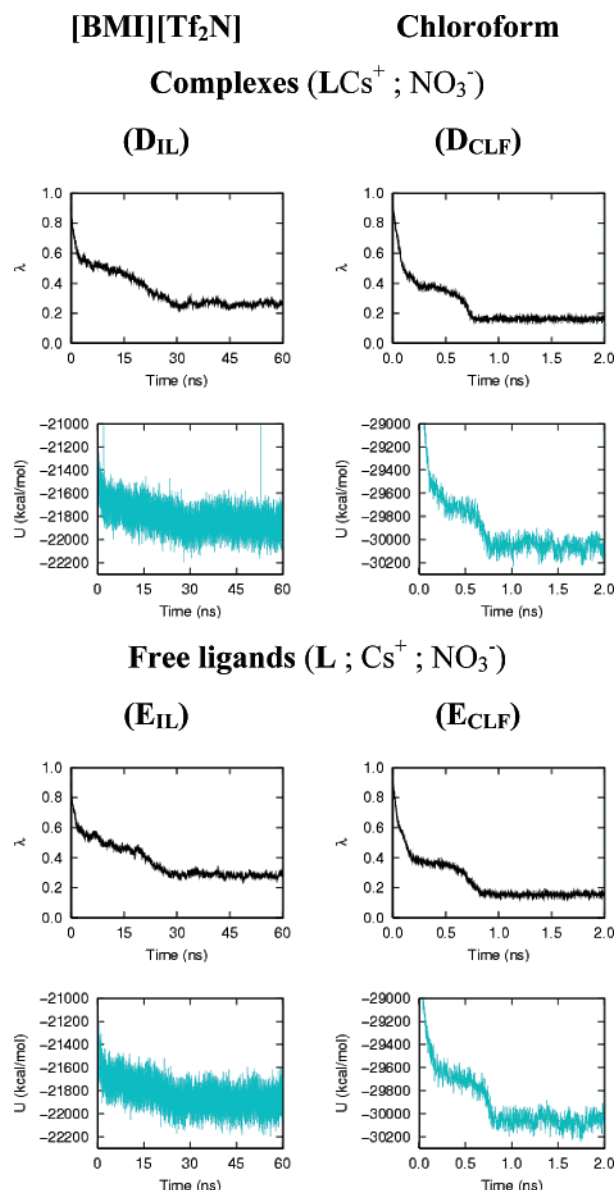 [BMI][Tf₂N] Chloroform
Complexes (LCs⁺ ; NO₃⁻)
(D_IL) (D_CLF)
1.0 1.0
0.8 0.8
0.6 0.6
λ λ
0.4 0.4
0.2 0.2
0.0 0.0
0 15 30 45 60 0.0 0.5 1.0 1.5 2.0
Time (ns) Time (ns)
−21000 −29000
−21200 −29200
−21400 −29400
−21600 −29600
U (kcal/mol) U (kcal/mol)
−21800 −29800
−22000 −30000
−22200 −30200
0 15 30 45 60 0.0 0.5 1.0 1.5 2.0
Time (ns) Time (ns)
Free ligands (L ; Cs⁺ ; NO₃⁻)
(E_IL) (E_CLF)
1.0 1.0
0.8 0.8
0.6 0.6
λ λ
0.4 0.4
0.2 0.2
0.0 0.0
0 15 30 45 60 0.0 0.5 1.0 1.5 2.0
Time (ns) Time (ns)
−21000 −29000
−21200 −29200
−21400 −29400
−21600 −29600
U (kcal/mol) U (kcal/mol)
−21800 −29800
−22000 −30000
−22200 −30200
0 15 30 45 60 0.0 0.5 1.0 1.5 2.0
Time (ns) Time (ns)